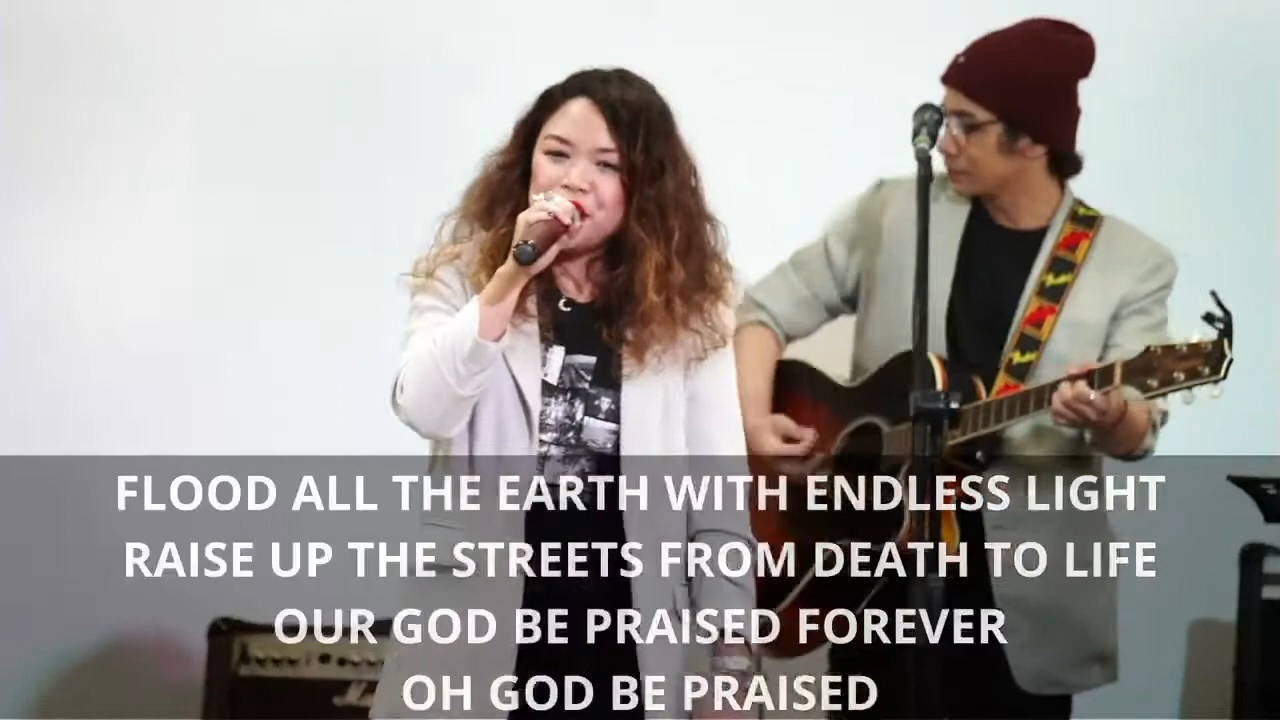 FLOOD ALL THE EARTH WITH ENDLESS LIGHT
RAISE UP THE STREETS FROM DEATH TO LIFE
OUR GOD BE PRAISED FOREVER
OH GOD BE PRAISED